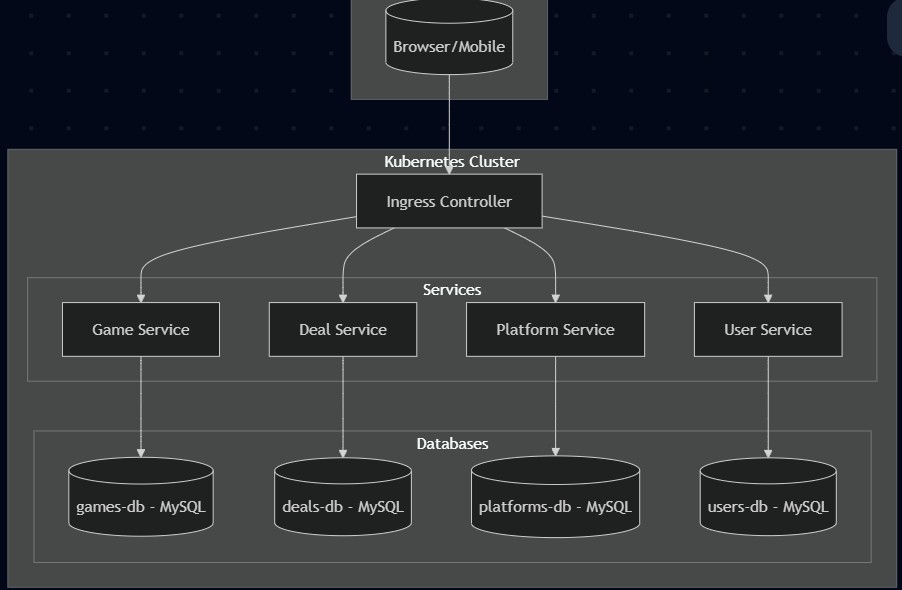 Browser/Mobile
Kubernetes Cluster
Ingress Controller
Services
Game Service
Deal Service
Platform Service
User Service
Databases
games-db - MySQL
deals-db - MySQL
platforms-db - MySQL
users-db - MySQL